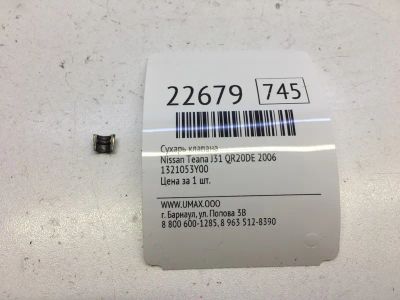 22679 745
Сухарь клапана
Nissan Teana J31 QR20DE 2006
1321053Y00
Цена за 1 шт.
WWW.UMAX.OOO
г. Барнаул, ул. Попова 3В
8 800 600-1285, 8 963 512-8390